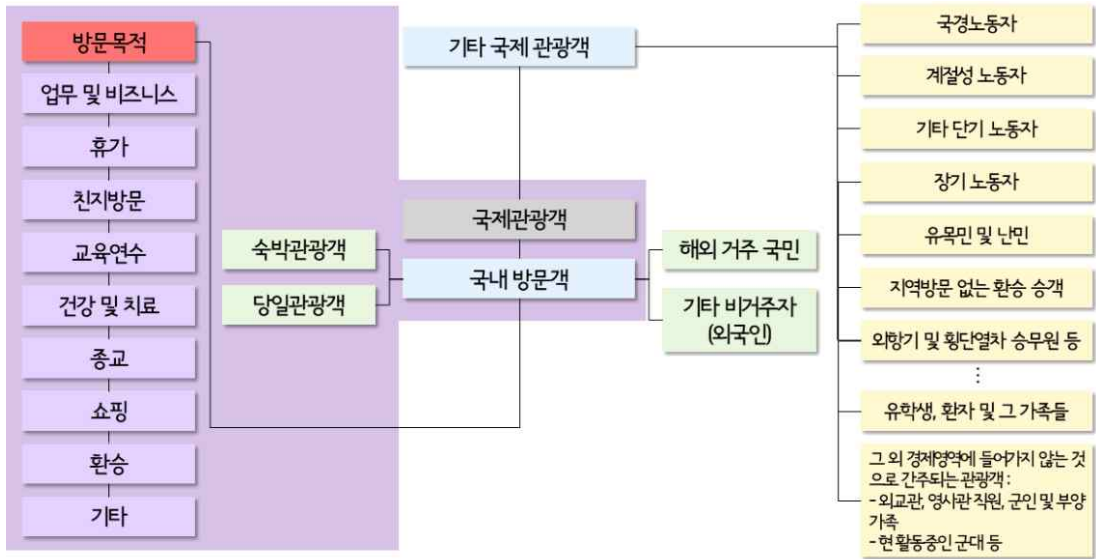 방문목적
업무 및 비즈니스
휴가
친지방문
교육연수
건강 및 치료
종교
쇼핑
환승
기타
기타 국제 관광객
국제관광객
국내 방문객
숙박관광객
당일관광객
해외 거주 국민
기타 비거주자
(외국인)
국경노동자
계절성 노동자
기타 단기 노동자
장기 노동자
유목민 및 난민
지역방문 없는 환승 승객
외항기 및 횡단열차 승무원 등
⋮
유학생, 환자 및 그 가족들
그 외 경제영역에 들어가지 않는 것
으로 간주되는 관광객 :
- 외교관, 영사관 직원, 군인 및 부양
가족
- 현 활동중인 군대 등